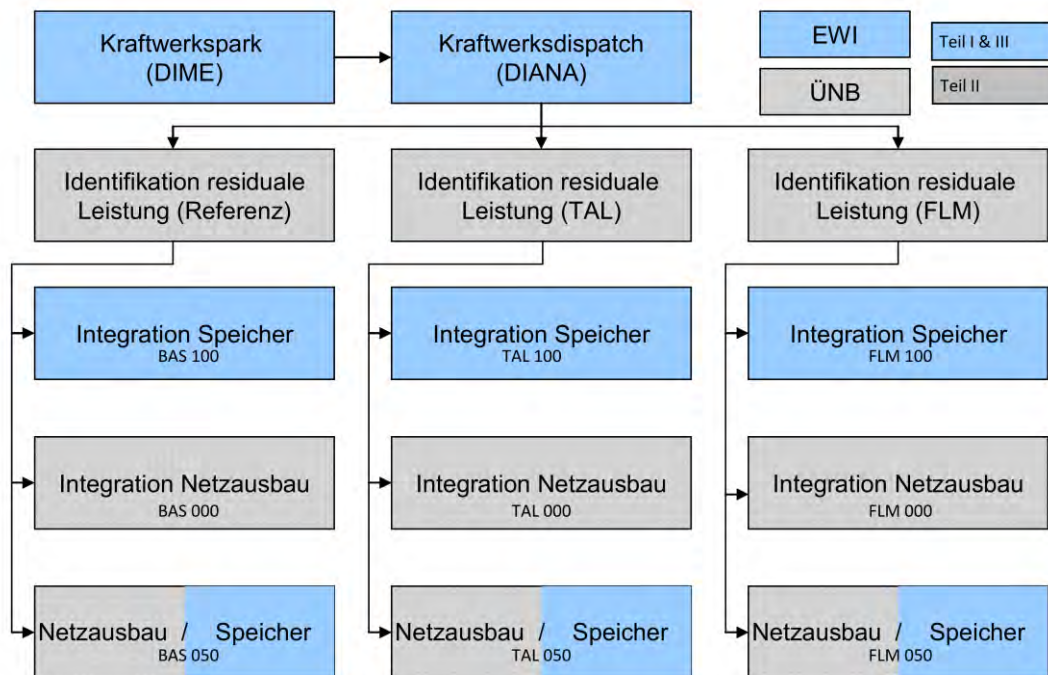 Kraftwerkspark
(DIME)
Kraftwerksdispatch
(DIANA)
EWI
Teil I & III
ÜNB
Teil II
Identifikation residuale
Leistung (Referenz)
Identifikation residuale
Leistung (TAL)
Identifikation residuale
Leistung (FLM)
Integration Speicher
BAS 100
Integration Speicher
TAL 100
Integration Speicher
FLM 100
Integration Netzausbau
BAS 000
Integration Netzausbau
TAL 000
Integration Netzausbau
FLM 000
Netzausbau / Speicher
BAS 050
Netzausbau / Speicher
TAL 050
Netzausbau / Speicher
FLM 050